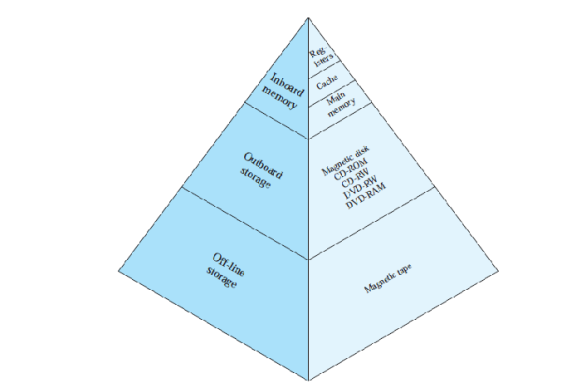 Inboard
memory
Outboard
storage
Off-line
storage
Reg
isters
Cache
Main
memory
Magnetic disk
CD-ROM
CD-RW
DVD-RW
DVD-RAM
Magnetic tape